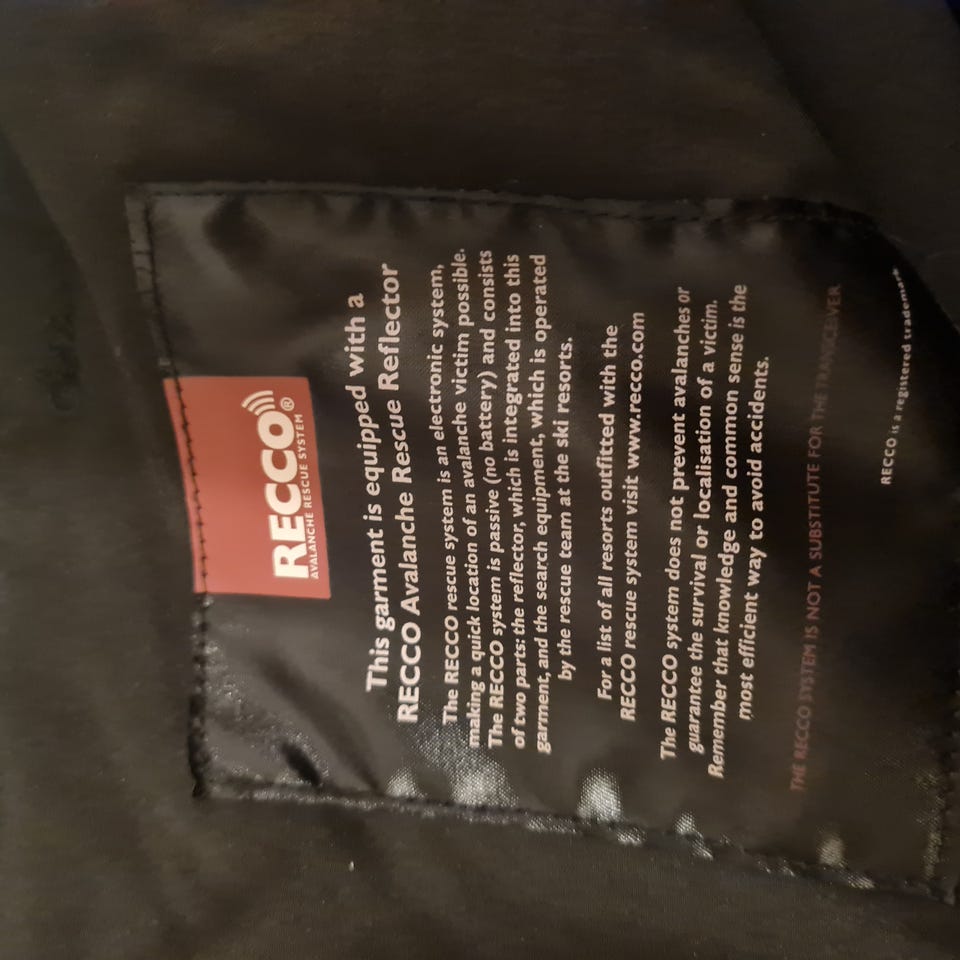 RECCO®
AVALANCHE RESCUE SYSTEM
This garment is equipped with a
RECCO Avalanche Rescue Reflector
The RECCO rescue system is an electronic system,
making a quick location of an avalanche victim possible.
The RECCO system is passive (no battery) and consists
of two parts: the reflector, which is integrated into this
garment, and the search equipment, which is operated
by the rescue team at the ski resorts.
For a list of all resorts outfitted with the
RECCO rescue system visit www.recco.com
The RECCO system does not prevent avalanches or
guarantee the survival or localisation of a victim.
Remember that knowledge and common sense is the
most efficient way to avoid accidents.
THE RECCO SYSTEM IS NOT A SUBSTITUTE FOR THE TRANSCEIVER
RECCO is a registered trademark